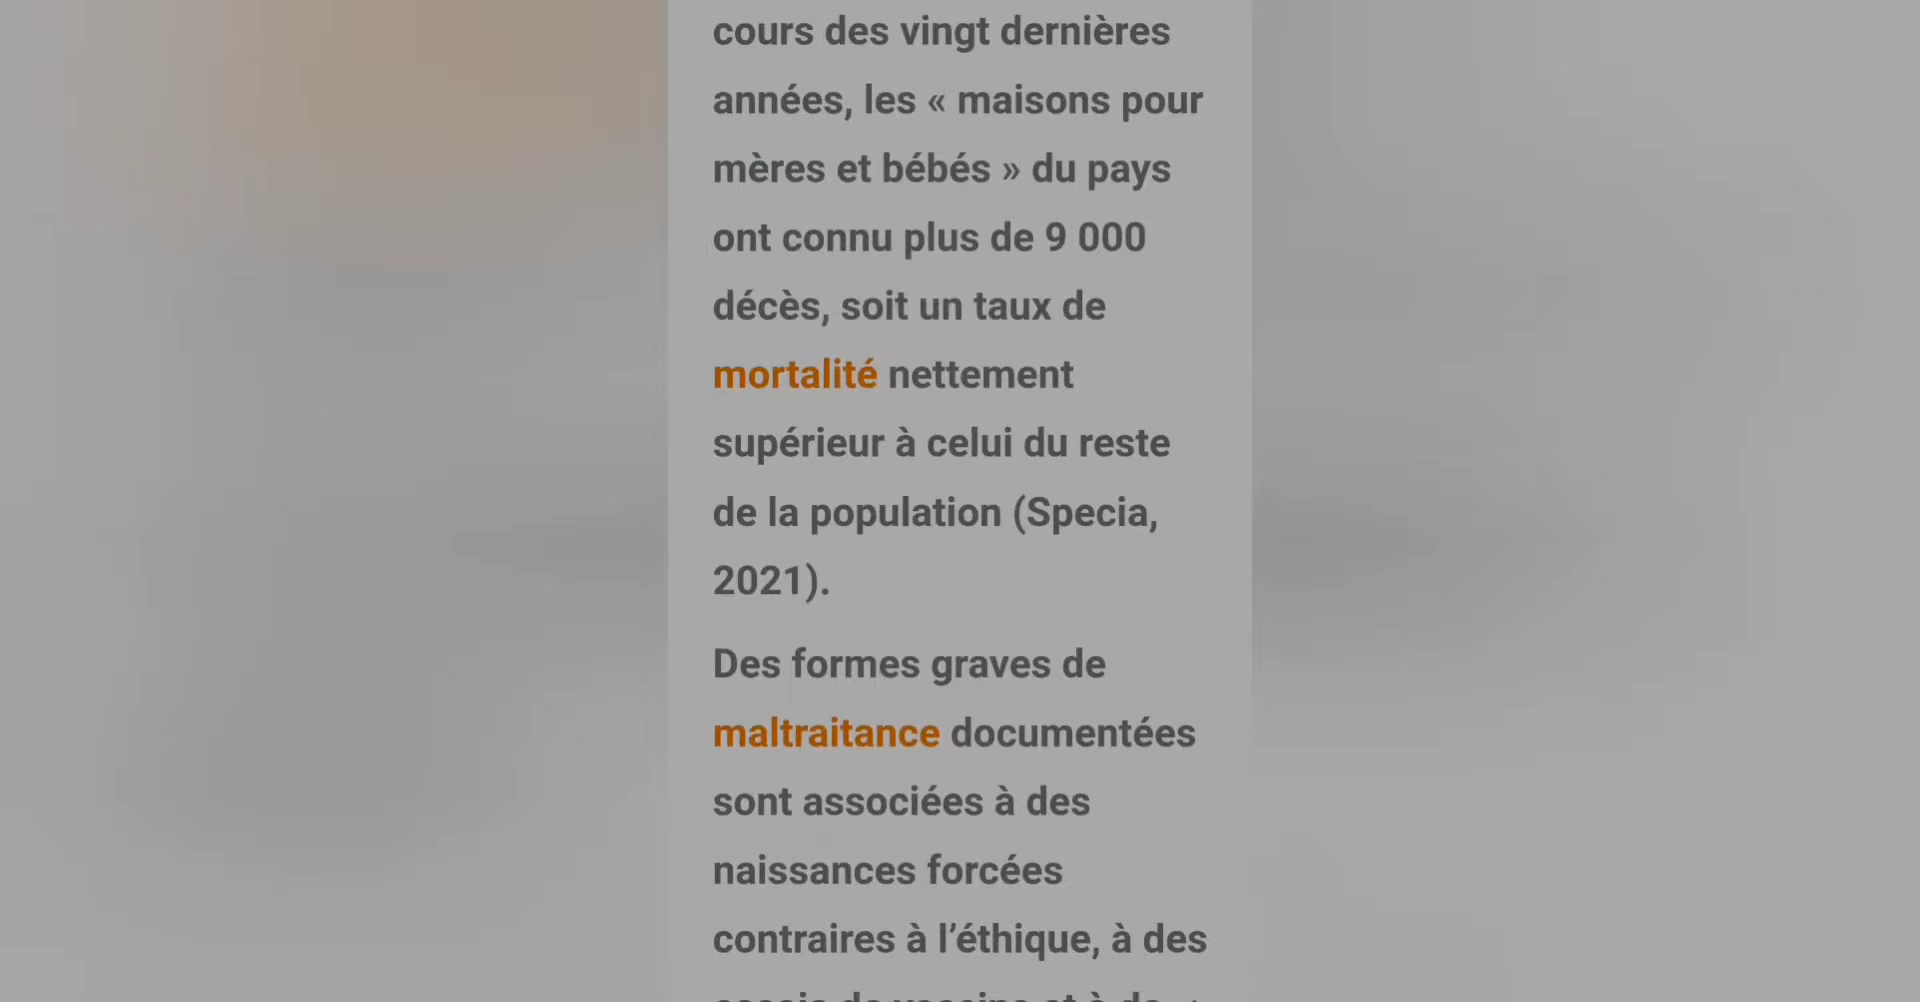 cours des vingt dernières
années, les « maisons pour
mères et bébés » du pays
ont connu plus de 9 000
décès, soit un taux de
mortalité nettement
supérieur à celui du reste
de la population (Specia,
2021).
Des formes graves de
maltraitance documentées
sont associées à des
naissances forcées
contraires à l’éthique, à des